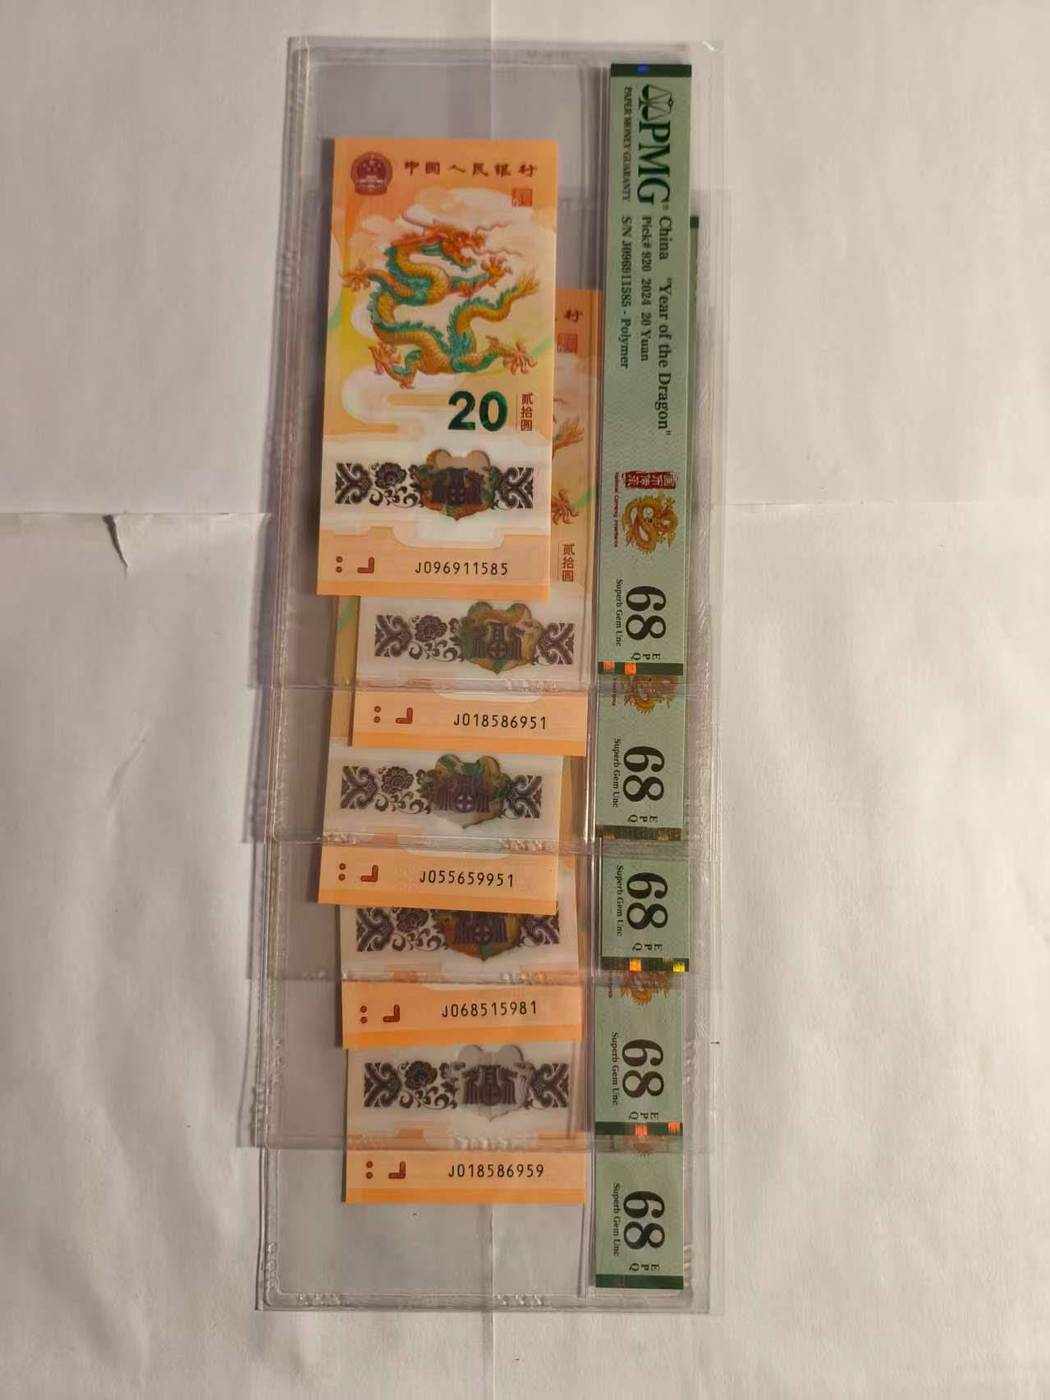 中国人民银行
20
贰拾圆
J096911585
行
贰拾圆
J018586951
J055659951
J068515981
J018586959
PMG®
PAPER MONEY GUARANTY
China "Year of the Dragon"
Pick# 920 2024 20 Yuan
S/N J096911585 - Polymer
68 EPQ
Superb Gem Unc
68 EPQ
Superb Gem Unc
68 EPQ
Superb Gem Unc
68 EPQ
Superb Gem Unc
68 EPQ
Superb Gem Unc